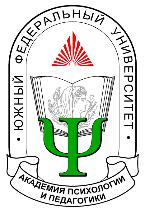 · ЮЖНЫЙ ФЕДЕРАЛЬНЫЙ УНИВЕРСИТЕТ ·
Ψ
АКАДЕМИЯ ПСИХОЛОГИИ
И ПЕДАГОГИКИ